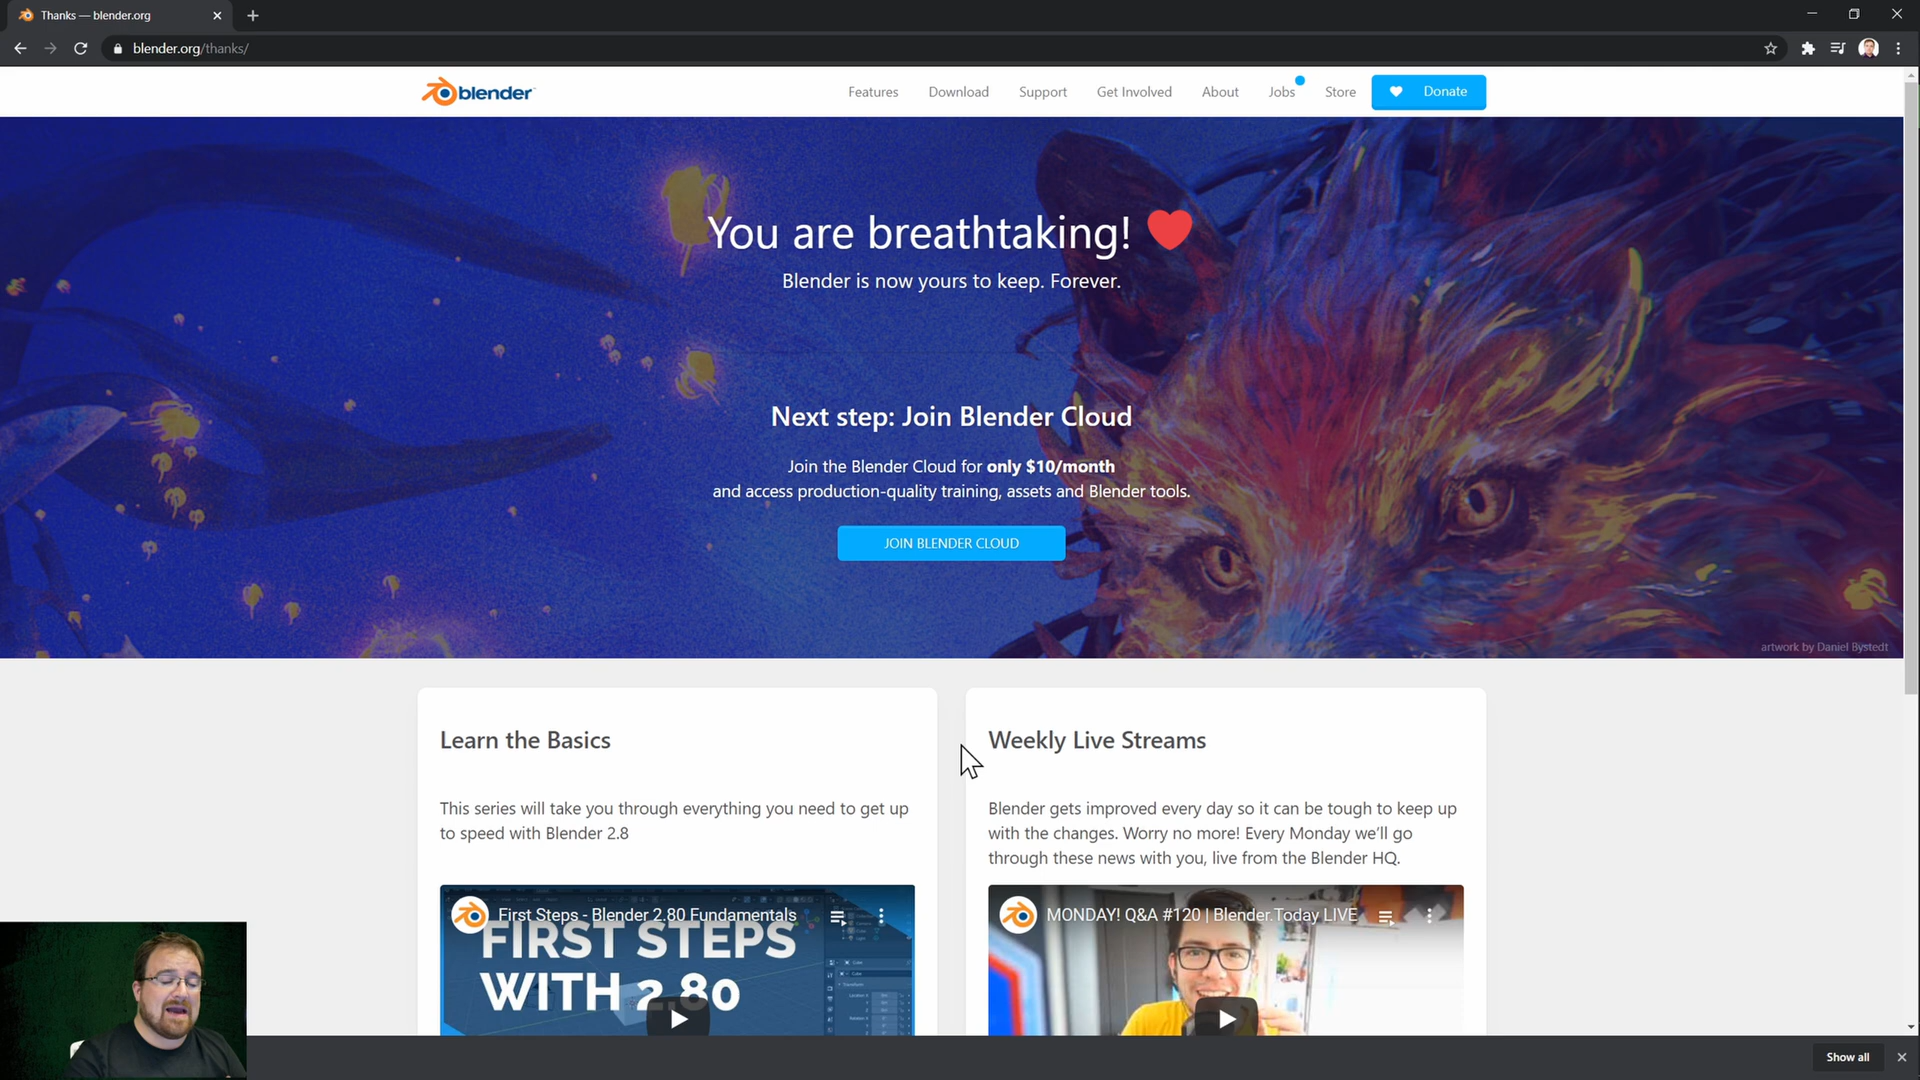 Thanks — blender.org
blender.org/thanks/
blender
Features
Download
Support
Get Involved
About
Jobs
Store
Donate
You are breathtaking!
Blender is now yours to keep. Forever.
Next step: Join Blender Cloud
Join the Blender Cloud for only $10/month
and access production-quality training, assets and Blender tools.
JOIN BLENDER CLOUD
artwork by Daniel Bystedt
Learn the Basics
This series will take you through everything you need to get up
to speed with Blender 2.8
First Steps - Blender 2.80 Fundamentals
FIRST STEPS
WITH 2.80
Weekly Live Streams
Blender gets improved every day so it can be tough to keep up
with the changes. Worry no more! Every Monday we’ll go
through these news with you, live from the Blender HQ.
MONDAY! Q&A #120 | Blender.Today LIVE
Show all